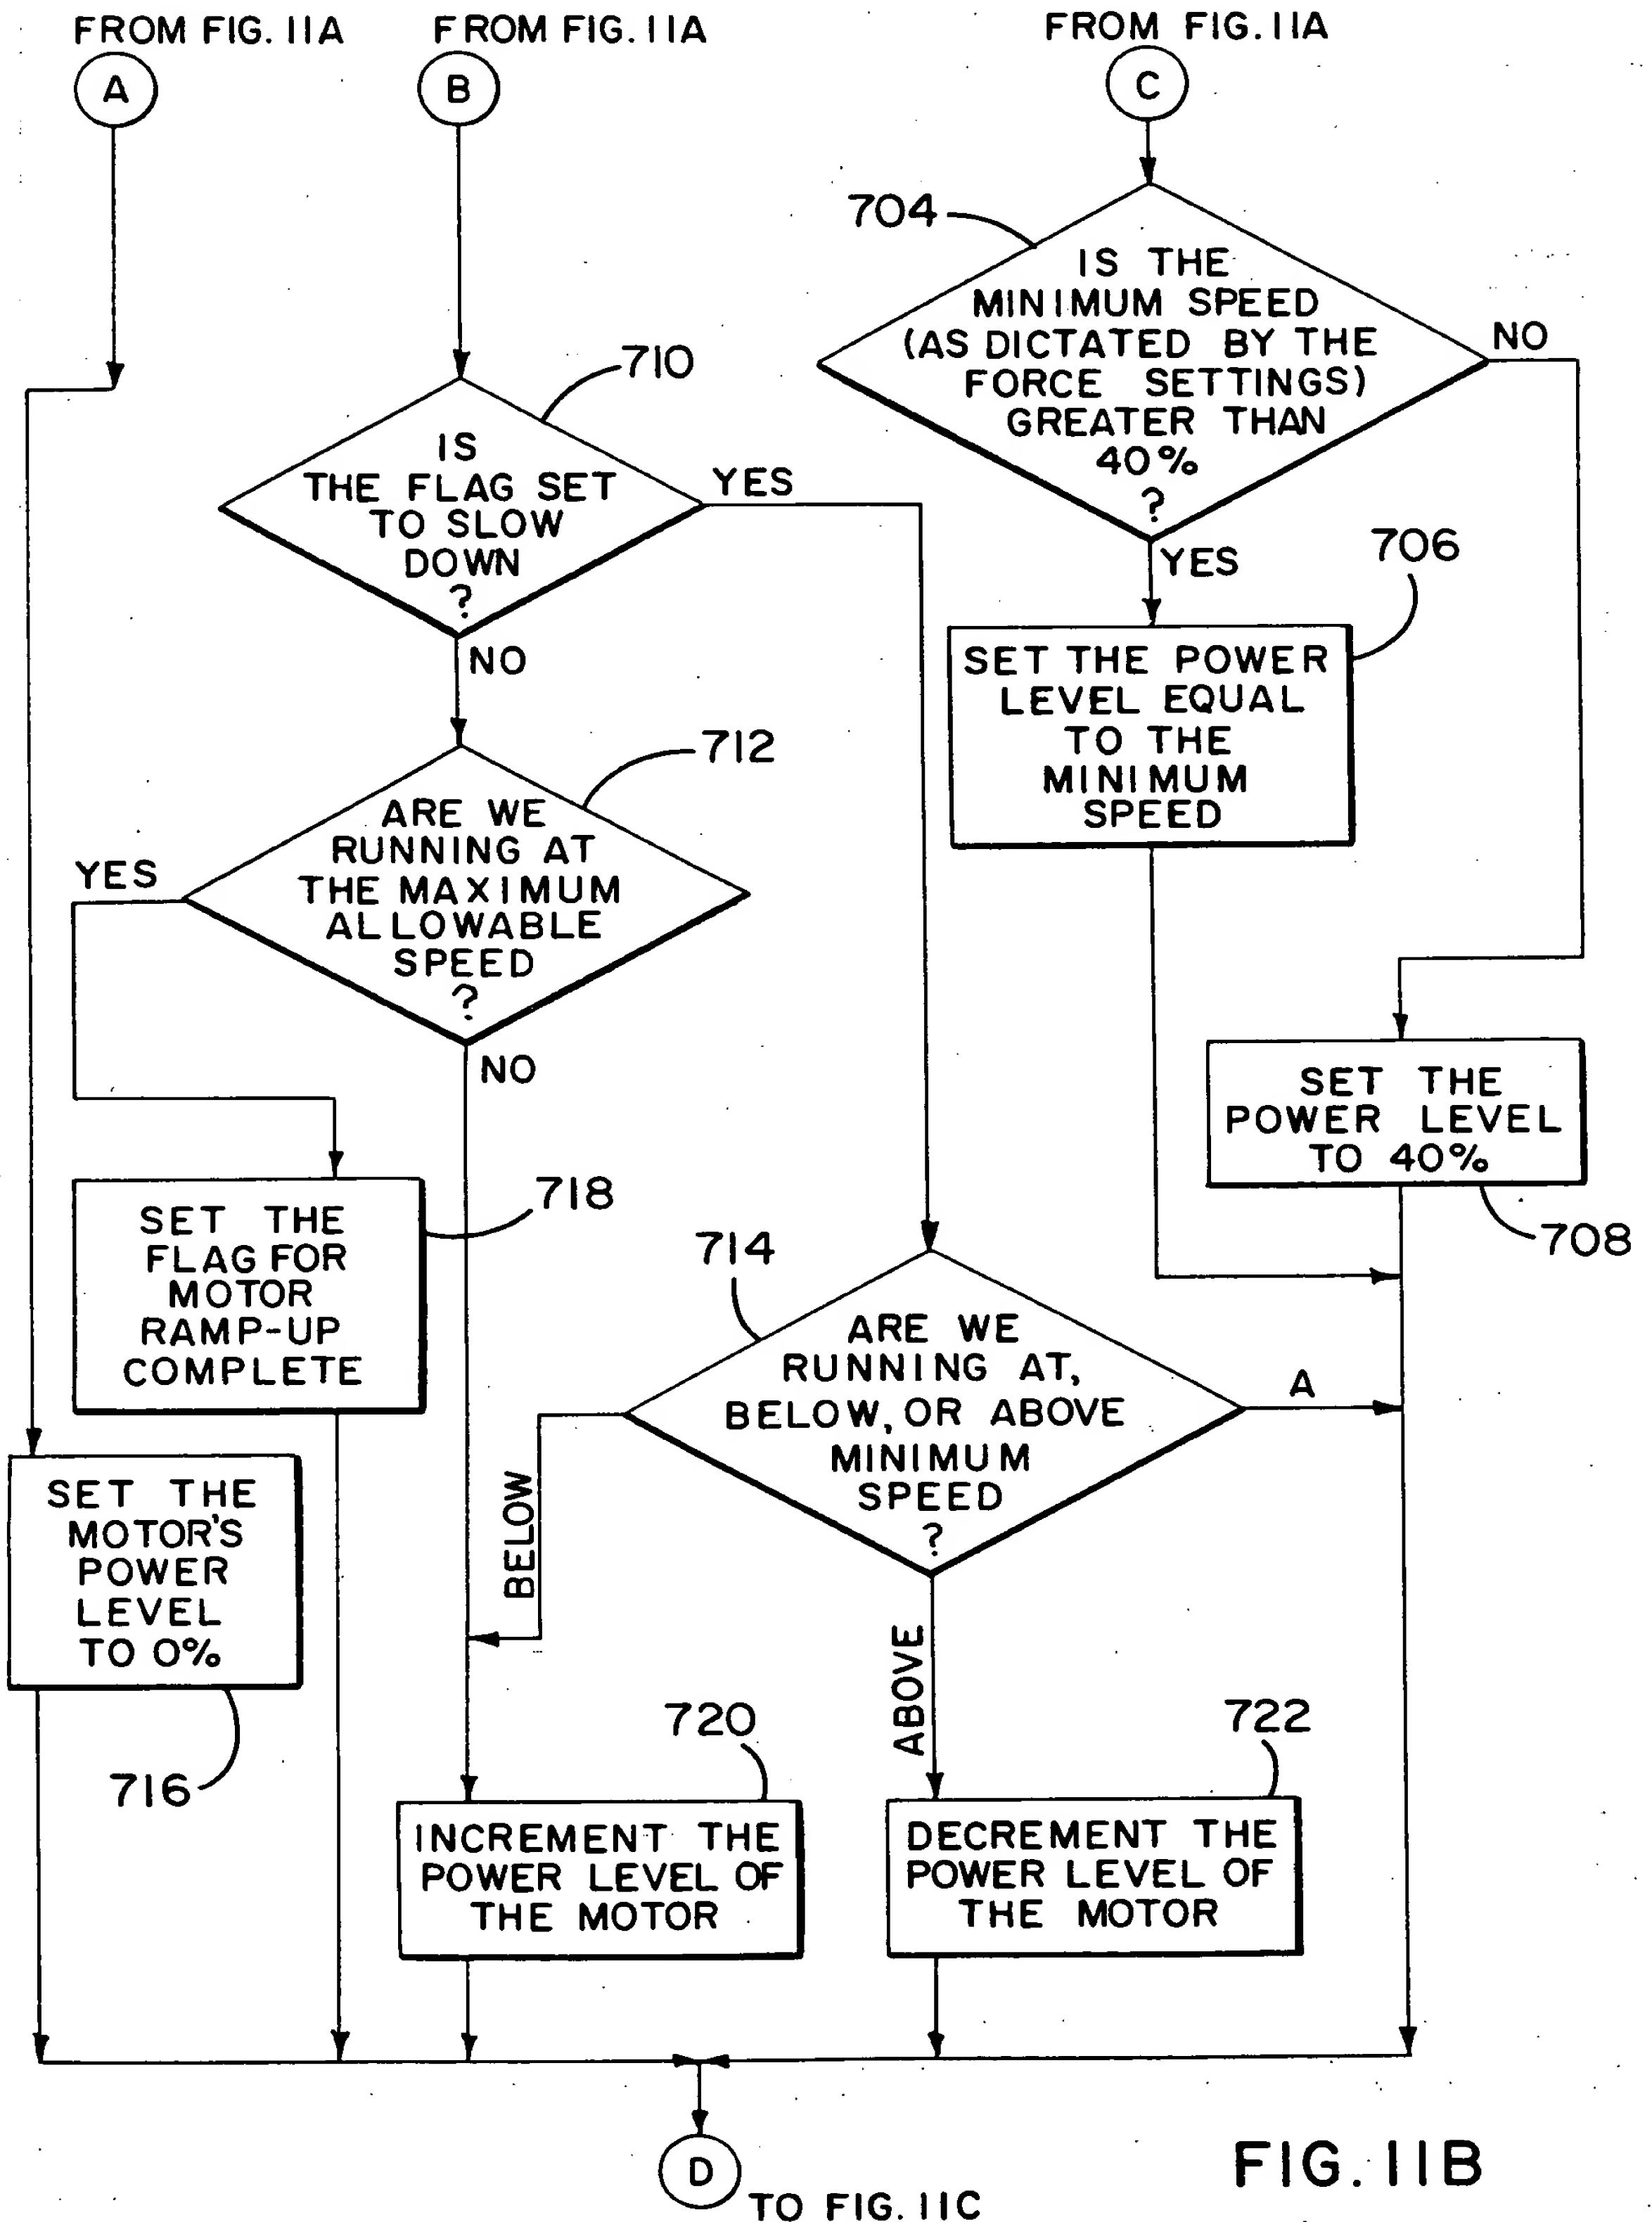 FROM FIG. 11A
A
FROM FIG. 11A
B
FROM FIG. 11A
C
704
IS THE
MINIMUM SPEED
(AS DICTATED BY THE
FORCE SETTINGS)
GREATER THAN
40%
?
NO
YES
710
IS
THE FLAG SET
TO SLOW
DOWN
?
YES
NO
706
SET THE POWER
LEVEL EQUAL
TO THE
MINIMUM
SPEED
712
ARE WE
RUNNING AT
THE MAXIMUM
ALLOWABLE
SPEED
?
YES
NO
SET THE
POWER LEVEL
TO 40%
708
718
SET THE
FLAG FOR
MOTOR
RAMP-UP
COMPLETE
714
ARE WE
RUNNING AT,
BELOW, OR ABOVE
MINIMUM
SPEED
?
A
BELOW
ABOVE
SET THE
MOTOR'S
POWER
LEVEL
TO 0%
716
720
INCREMENT THE
POWER LEVEL OF
THE MOTOR
722
DECREMENT THE
POWER LEVEL OF
THE MOTOR
D
TO FIG. 11C
FIG. 11B